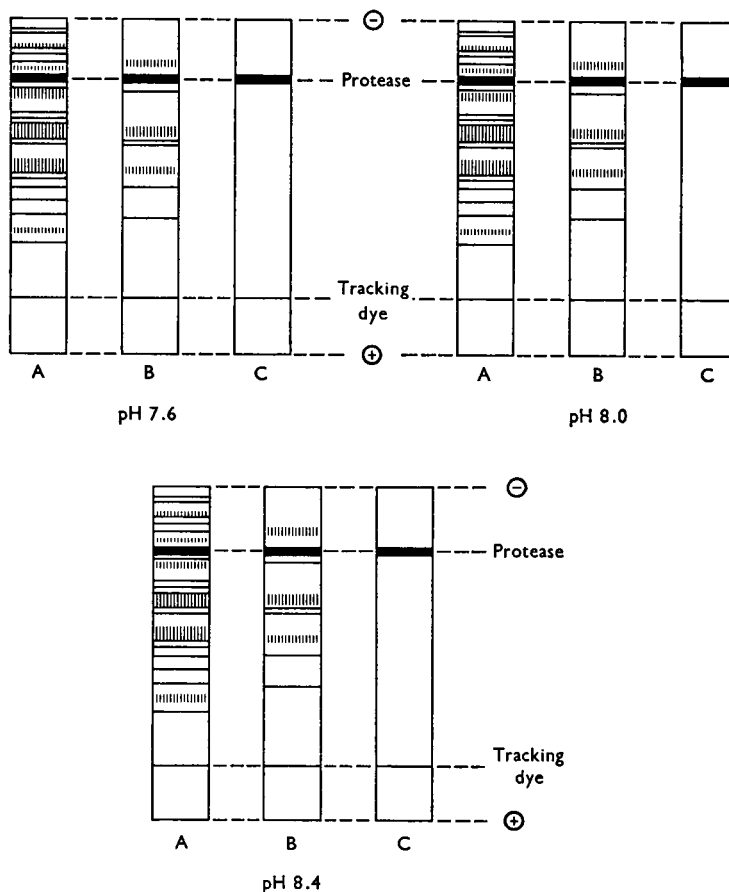 ⊖
Protease
Tracking
dye
⊕
A B C A B C
pH 7.6 pH 8.0
⊖
Protease
Tracking
dye
⊕
A B C
pH 8.4